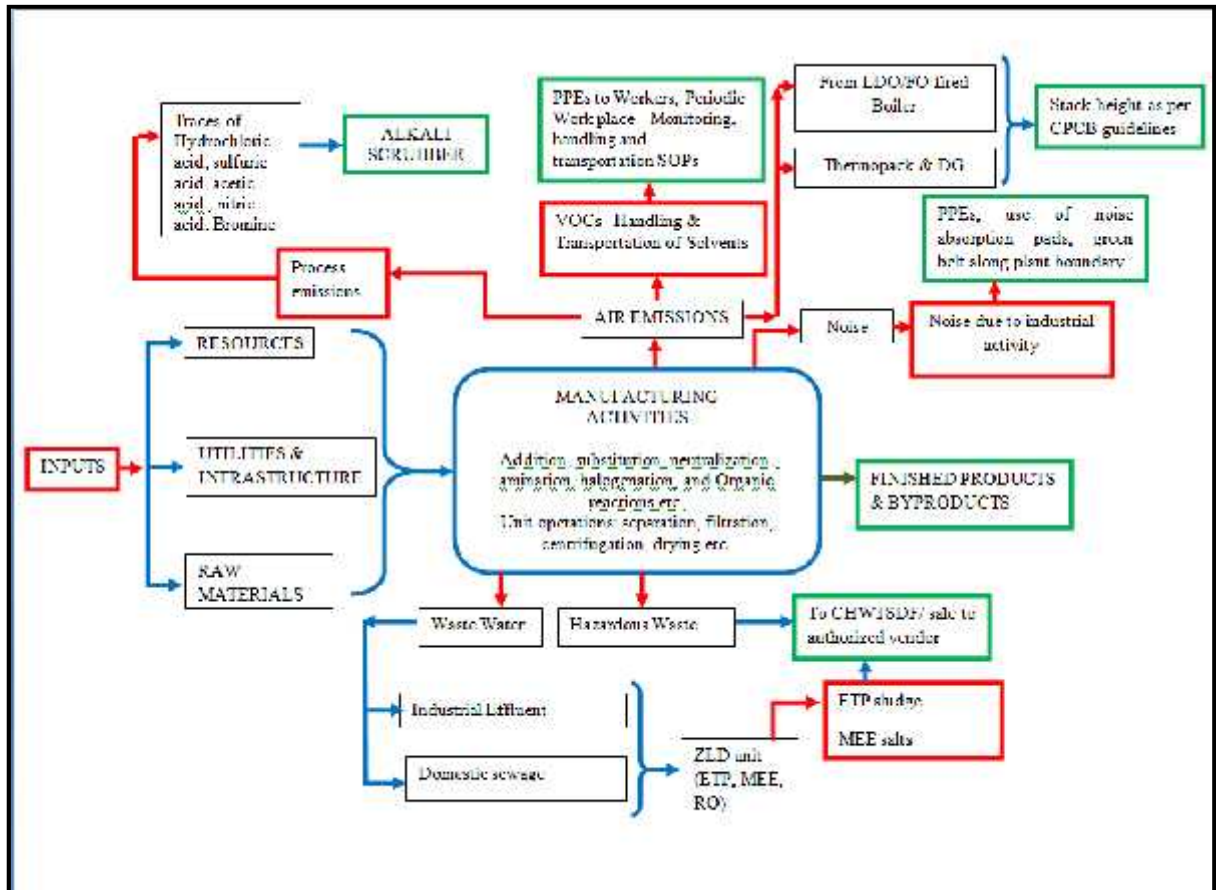 From LDO/FO fired
Boiler
Thermopack & DG
Stack height as per
CPCB guidelines
PPEs to Workers, Periodic
Workplace Monitoring,
handling and
transportation SOPs
Traces of
Hydrochloric
acid, sulfuric
acid, acetic
acid, nitric
acid, Bromine
ALKALI
SCRUBBER
VOCs Handling &
Transportation of Solvents
PPEs, use of noise
absorption pads, green
belt along plant boundary
Process
emissions
AIR EMISSIONS
Noise
Noise due to industrial
activity
RESOURCES
MANUFACTURING
ACTIVITIES
Addition, substitution, neutralization,
amination, halogenation, and Organic
reactions etc.
Unit operations: separation, filtration,
centrifugation, drying etc
INPUTS
UTILITIES &
INFRASTRUCTURE
FINISHED PRODUCTS
& BYPRODUCTS
RAW
MATERIALS
Waste Water
Hazardous Waste
To CHWTSDF/ sale to
authorized vendor
Industrial Effluent
Domestic sewage
ZLD unit
(ETP, MEE,
RO)
ETP sludge
MEE salts